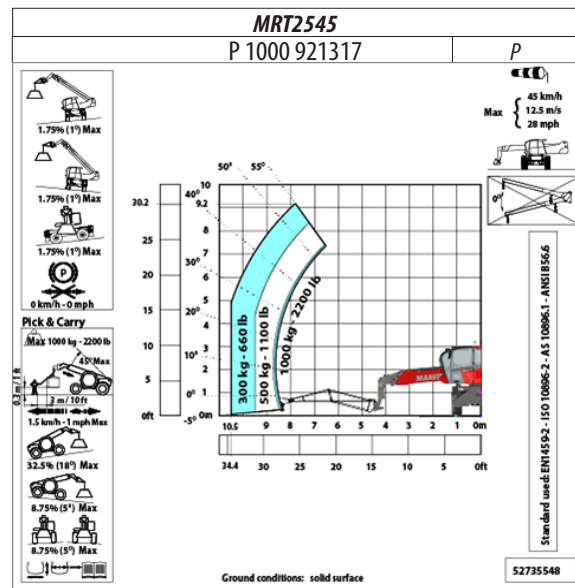 MRT2545
P 1000 921317
P
1.75% (1°) Max
1.75% (1°) Max
1.75% (1°) Max
P
0 km/h - 0 mph
Pick & Carry
Max 1000 kg - 2200 lb
45° Max
0.3 m / 1 ft
3 m / 10 ft
1.5 km/h - 1 mph Max
32.5% (18°) Max
8.75% (5°) Max
8.75% (5°) Max
Max
45 km/h
12.5 m/s
28 mph
0°
50°
55°
40°
30°
20°
10°
0°
-5°
30.2
25
20
15
10
5
0ft
10
9.2
8
7
6
5
4
3
2
1
0m
300 kg - 660 lb
500 kg - 1100 lb
1000 kg - 2200 lb
10.5 9 8 7 6 5 4 3 2 1 0m
34.4 30 25 20 15 10 5 0ft
Standard used: EN1459-2 - ISO 10896-2 - AS 10896.1 - ANSI B56.6
Ground conditions: solid surface
52735548